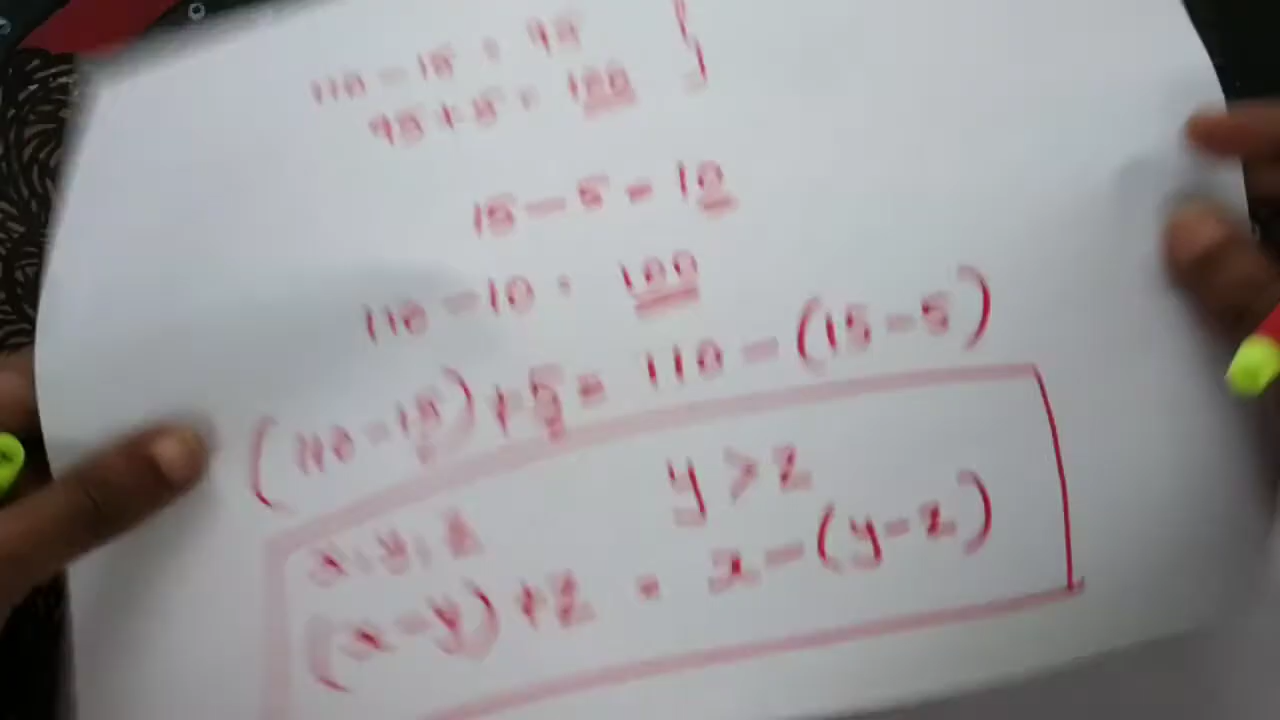 110 - 15 = 95
95 + 5 = 100
15 - 5 = 10
110 - 10 = 100
(110 - 15) + 5 = 110 - (15 - 5)
x, y, z y > z
(x - y) + z = x - (y - z)